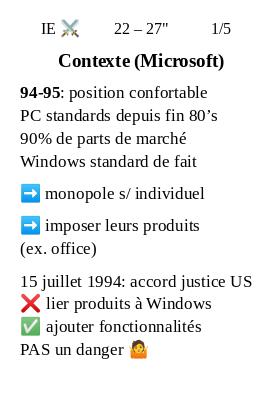 IE ⚔️ 22 – 27" 1/5
Contexte (Microsoft)
94-95: position confortable
PC standards depuis fin 80’s
90% de parts de marché
Windows standard de fait
➡️ monopole s/ individuel
➡️ imposer leurs produits
(ex. office)
15 juillet 1994: accord justice US
❌ lier produits à Windows
✅ ajouter fonctionnalités
PAS un danger 🤷